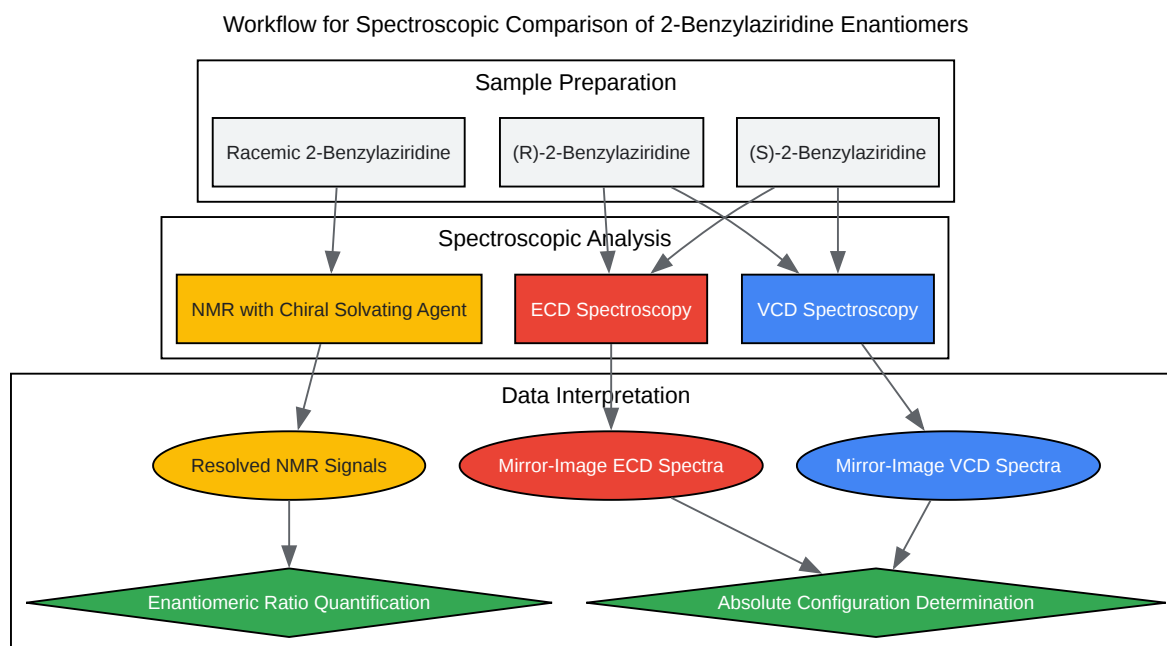 Workflow for Spectroscopic Comparison of 2-Benzylaziridine Enantiomers
Sample Preparation
Racemic 2-Benzylaziridine
(R)-2-Benzylaziridine
(S)-2-Benzylaziridine
Spectroscopic Analysis
NMR with Chiral Solvating Agent
ECD Spectroscopy
VCD Spectroscopy
Data Interpretation
Resolved NMR Signals
Mirror-Image ECD Spectra
Mirror-Image VCD Spectra
Enantiomeric Ratio Quantification
Absolute Configuration Determination